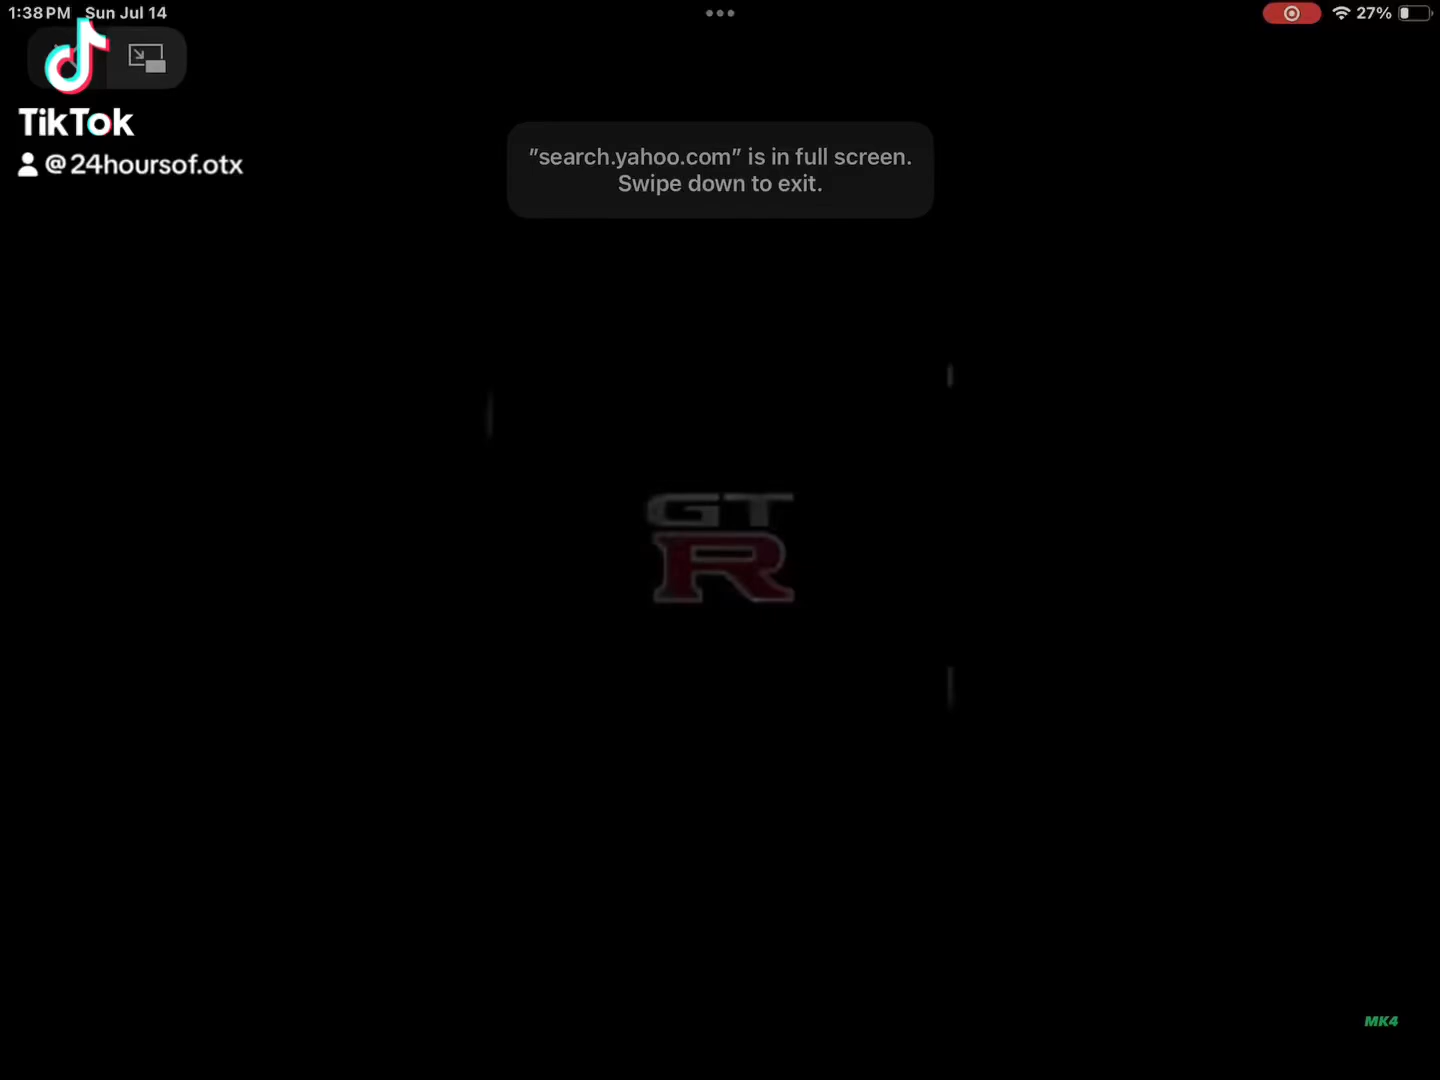 1:38 PM Sun Jul 14
27%
TikTok
@24hoursof.otx
"search.yahoo.com" is in full screen.
Swipe down to exit.
GT
R
MK4